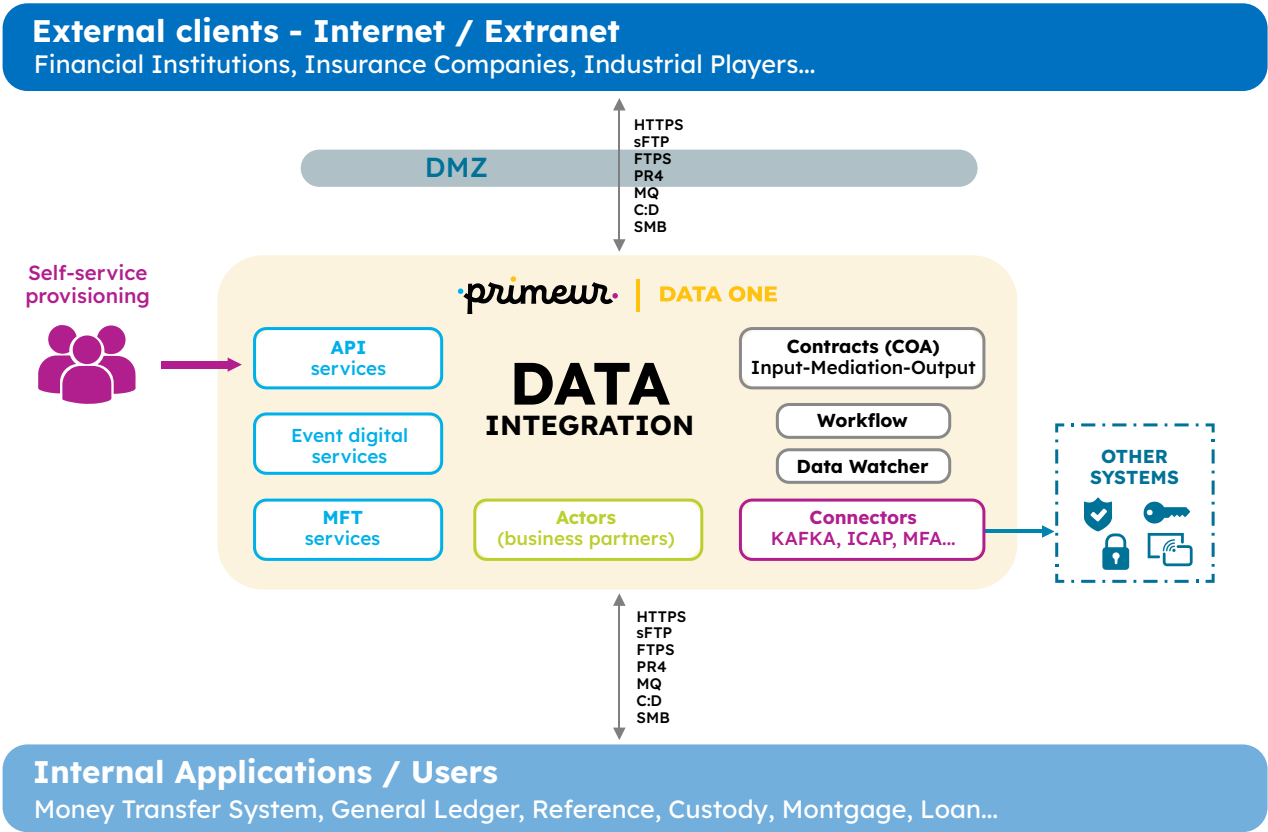 External clients - Internet / Extranet
Financial Institutions, Insurance Companies, Industrial Players...
HTTPS
sFTP
FTPS
PR4
MQ
C:D
SMB
DMZ
Self-service
provisioning
primeur
DATA ONE
API
services
Event digital
services
MFT
services
DATA
INTEGRATION
Actors
(business partners)
Contracts (COA)
Input-Mediation-Output
Workflow
Data Watcher
Connectors
KAFKA, ICAP, MFA...
OTHER
SYSTEMS
HTTPS
sFTP
FTPS
PR4
MQ
C:D
SMB
Internal Applications / Users
Money Transfer System, General Ledger, Reference, Custody, Montgage, Loan...